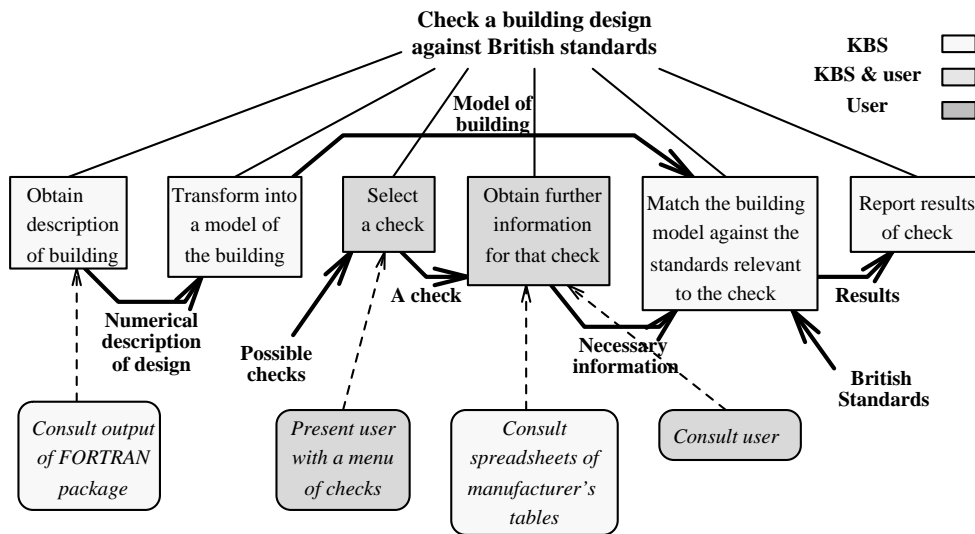 Check a building design
against British standards
KBS
KBS & user
User
Model of
building
Obtain
description
of building
Transform into
a model of
the building
Select
a check
Obtain further
information
for that check
Match the building
model against the
standards relevant
to the check
Report results
of check
Numerical
description
of design
Possible
checks
A check
Necessary
information
Results
British
Standards
Consult output
of FORTRAN
package
Present user
with a menu
of checks
Consult
spreadsheets of
manufacturer's
tables
Consult user